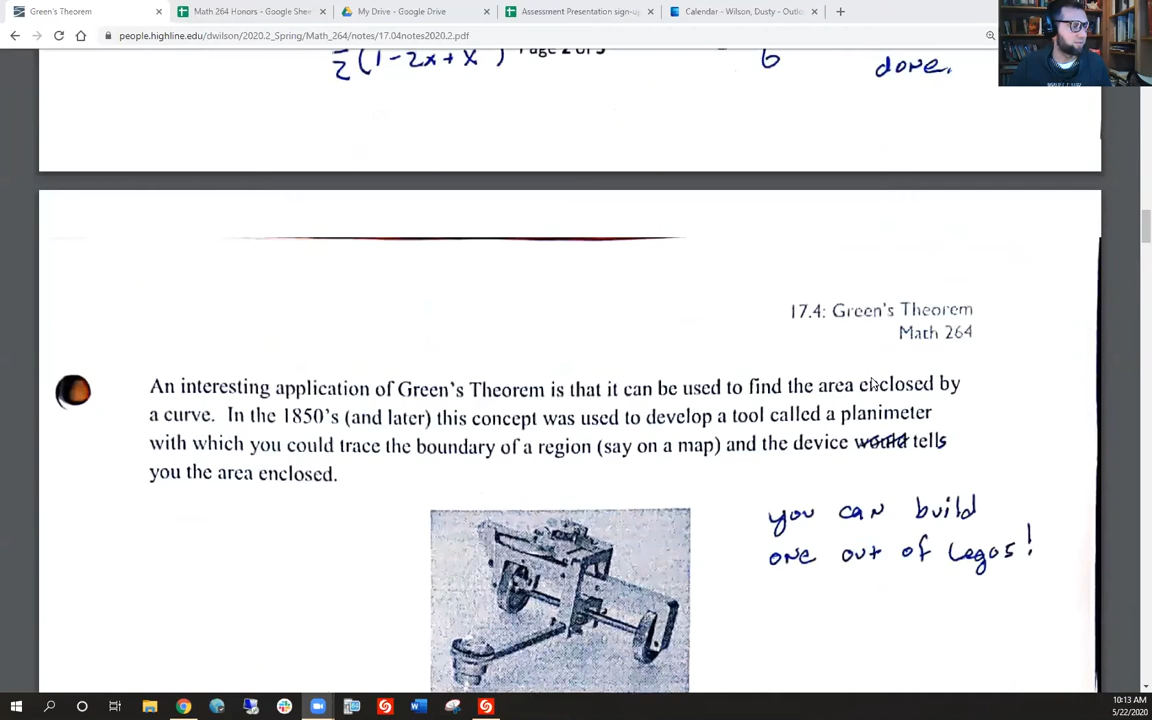 Green's Theorem
Math 264 Honors - Google Shee
My Drive - Google Drive
Assessment Presentation sign-up
Calendar - Wilson, Dusty - Outlo
people.highline.edu/dwilson/2020.2_Spring/Math_264/notes/17.04notes2020.2.pdf
(1-2x+x
6
done.
17.4: Green's Theorem
Math 264
An interesting application of Green's Theorem is that it can be used to find the area enclosed by
a curve. In the 1850's (and later) this concept was used to develop a tool called a planimeter
with which you could trace the boundary of a region (say on a map) and the device would tells
you the area enclosed.
you can build
one out of Legos!
10:13 AM
5/22/2020